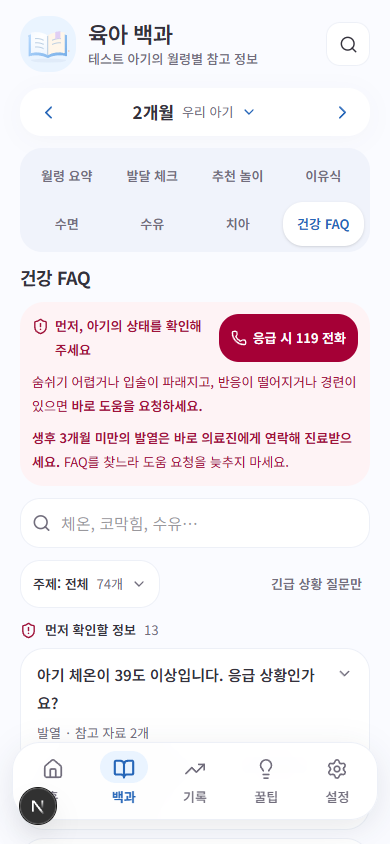 육아 백과
테스트 아기의 월령별 참고 정보
2개월 우리 아기
월령 요약 발달 체크 추천 놀이 이유식
수면 수유 치아 건강 FAQ
건강 FAQ
먼저, 아기의 상태를 확인해
주세요
응급 시 119 전화
숨쉬기 어렵거나 입술이 파래지고, 반응이 떨어지거나 경련이
있으면 바로 도움을 요청하세요.
생후 3개월 미만의 발열은 바로 의료진에게 연락해 진료받으
세요. FAQ를 찾느라 도움 요청을 늦추지 마세요.
체온, 코막힘, 수유…
주제: 전체 74개
긴급 상황 질문만
먼저 확인할 정보 13
아기 체온이 39도 이상입니다. 응급 상황인가
요?
발열 · 참고 자료 2개
백과 기록 꿀팁 설정
N